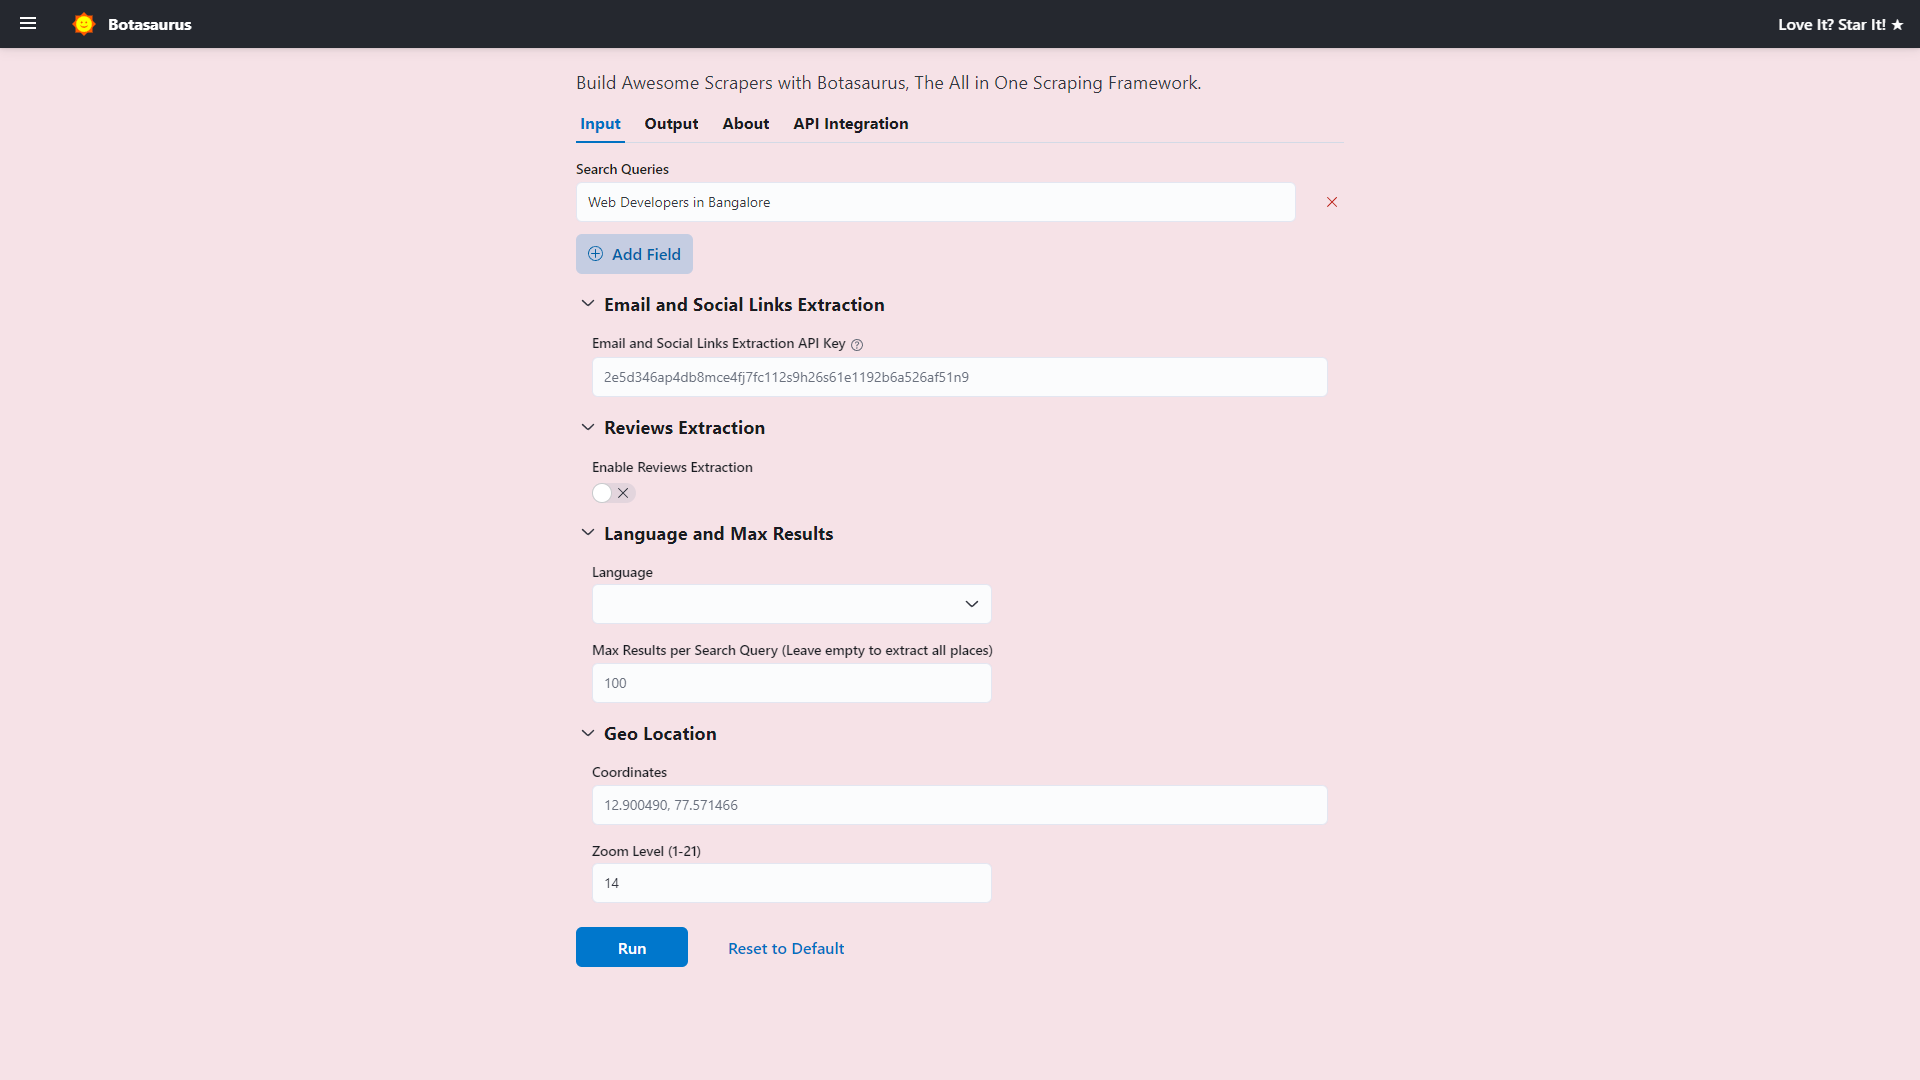 Botasaurus
Love It? Star It! ★
Build Awesome Scrapers with Botasaurus, The All in One Scraping Framework.
Input Output About API Integration
Search Queries
Web Developers in Bangalore
Add Field
Email and Social Links Extraction
Email and Social Links Extraction API Key
2e5d346ap4db8mce4fj7fc112s9h26s61e1192b6a526af51n9
Reviews Extraction
Enable Reviews Extraction
Language and Max Results
Language
Max Results per Search Query (Leave empty to extract all places)
100
Geo Location
Coordinates
12.900490, 77.571466
Zoom Level (1-21)
14
Run Reset to Default